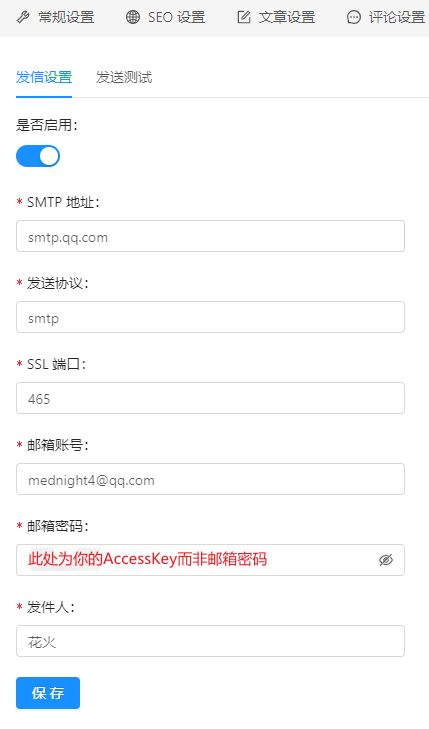 常规设置 SEO 设置 文章设置 评论设置
发信设置 发送测试
是否启用：
* SMTP 地址：
smtp.qq.com
* 发送协议：
smtp
* SSL 端口：
465
* 邮箱账号：
mednight4@qq.com
* 邮箱密码：
此处为你的AccessKey而非邮箱密码
* 发件人：
花火
保 存